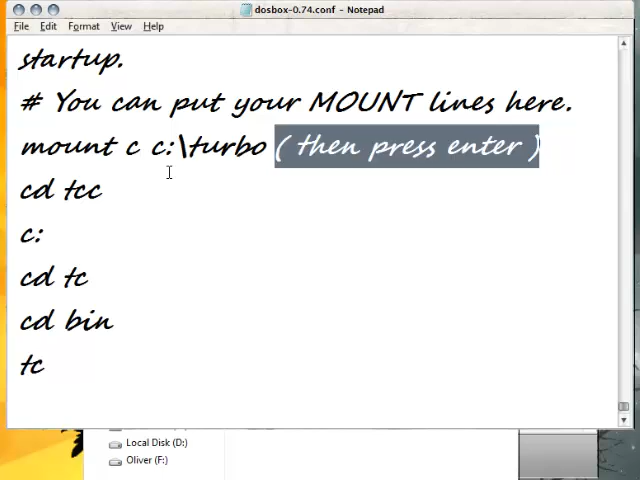 dosbox-0.74.conf - Notepad
File Edit Format View Help
startup.
# You can put your MOUNT lines here.
mount c c:\turbo ( then press enter )
cd tcc
c:
cd tc
cd bin
tc
Local Disk (D:)
Oliver (F:)